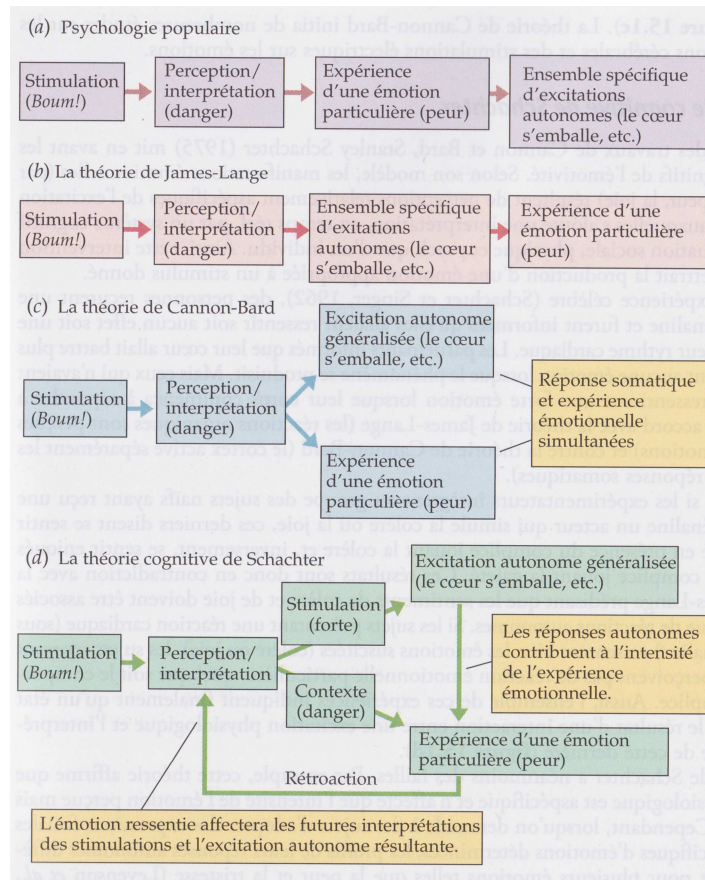 (a) Psychologie populaire
Stimulation
(Boum!)
Perception/
interprétation
(danger)
Expérience
d'une émotion
particulière (peur)
Ensemble spécifique
d'excitations
autonomes (le cœur
s'emballe, etc.)
(b) La théorie de James-Lange
Stimulation
(Boum!)
Perception/
interprétation
(danger)
Ensemble spécifique
d'exitations
autonomes (le cœur
s'emballe, etc.)
Expérience d'une
émotion particulière
(peur)
(c) La théorie de Cannon-Bard
Stimulation
(Boum!)
Perception/
interprétation
(danger)
Excitation autonome
généralisée (le cœur
s'emballe, etc.)
Expérience
d'une émotion
particulière (peur)
Réponse somatique
et expérience
émotionnelle
simultanées
(d) La théorie cognitive de Schachter
Stimulation
(Boum!)
Perception/
interprétation
Stimulation
(forte)
Contexte
(danger)
Excitation autonome généralisée
(le cœur s'emballe, etc.)
Les réponses autonomes
contribuent à l'intensité
de l'expérience
émotionnelle.
Expérience d'une émotion
particulière (peur)
Rétroaction
L'émotion ressentie affectera les futures interprétations
des stimulations et l'excitation autonome résultante.